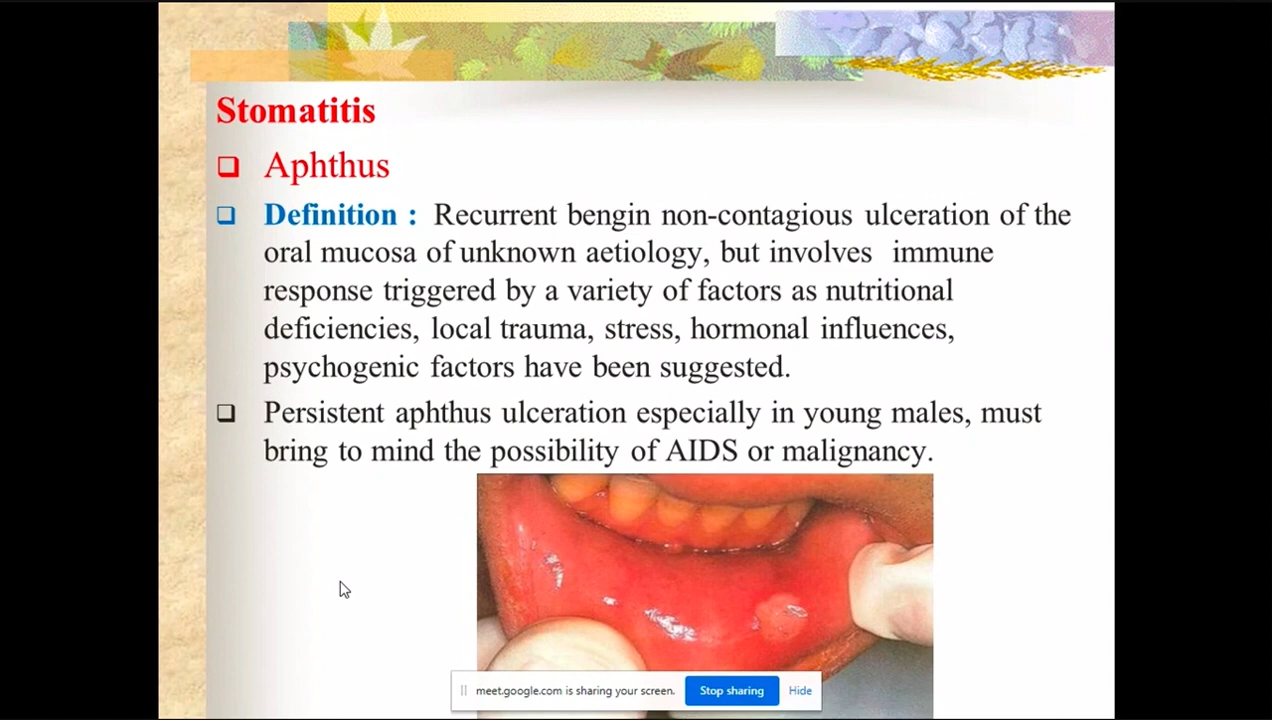 Stomatitis
Aphthus
Definition : Recurrent bengin non-contagious ulceration of the
oral mucosa of unknown aetiology, but involves immune
response triggered by a variety of factors as nutritional
deficiencies, local trauma, stress, hormonal influences,
psychogenic factors have been suggested.
Persistent aphthus ulceration especially in young males, must
bring to mind the possibility of AIDS or malignancy.
meet.google.com is sharing your screen. Stop sharing Hide